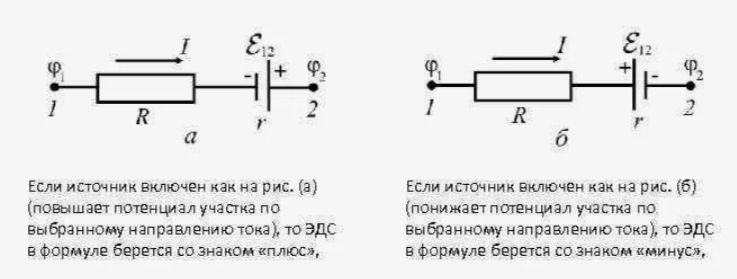 I ℰ₁₂ I ℰ₁₂
φ₁ - + φ₂ φ₁ + - φ₂
1 R r 2 1 R r 2
а б
Если источник включен как на рис. (а)
(повышает потенциал участка по
выбранному направлению тока), то ЭДС
в формуле берется со знаком «плюс»,
Если источник включен как на рис. (б)
(понижает потенциал участка по
выбранному направлению тока), то ЭДС
в формуле берется со знаком «минус»,